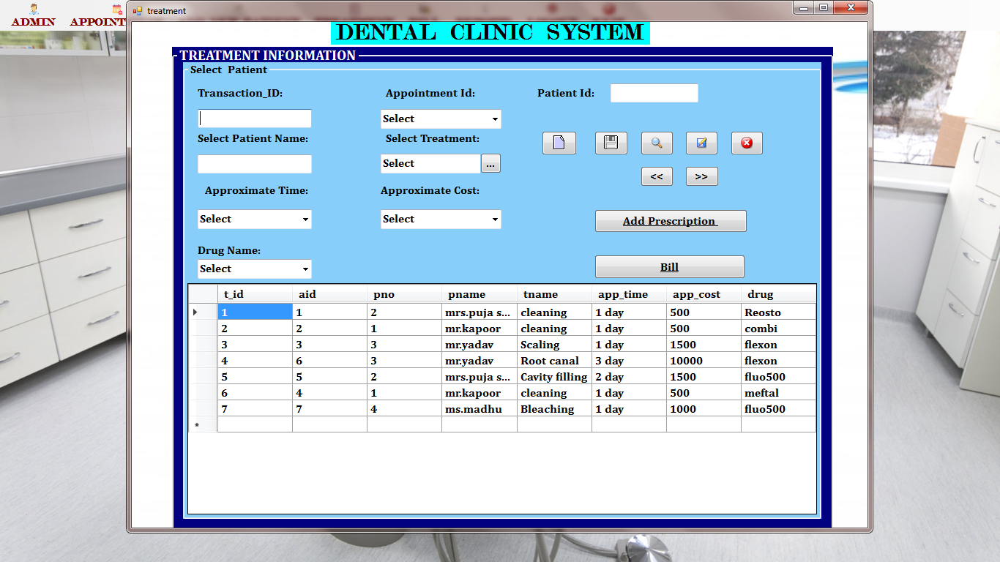 treatment
ADMIN APPOINT
DENTAL CLINIC SYSTEM
TREATMENT INFORMATION
Select Patient
Transaction_ID: Appointment Id: Patient Id:
Select
Select Patient Name: Select Treatment:
Select ...
<< >>
Approximate Time: Approximate Cost:
Select Select Add Prescription
Drug Name:
Select Bill
t_id aid pno pname tname app_time app_cost drug
1 1 2 mrs.puja s... cleaning 1 day 500 Reosto
2 2 1 mr.kapoor cleaning 1 day 500 combi
3 3 3 mr.yadav Scaling 1 day 1500 flexon
4 6 3 mr.yadav Root canal 3 day 10000 flexon
5 5 2 mrs.puja s... Cavity filling 2 day 1500 fluo500
6 4 1 mr.kapoor cleaning 1 day 500 meftal
7 7 4 ms.madhu Bleaching 1 day 1000 fluo500
*